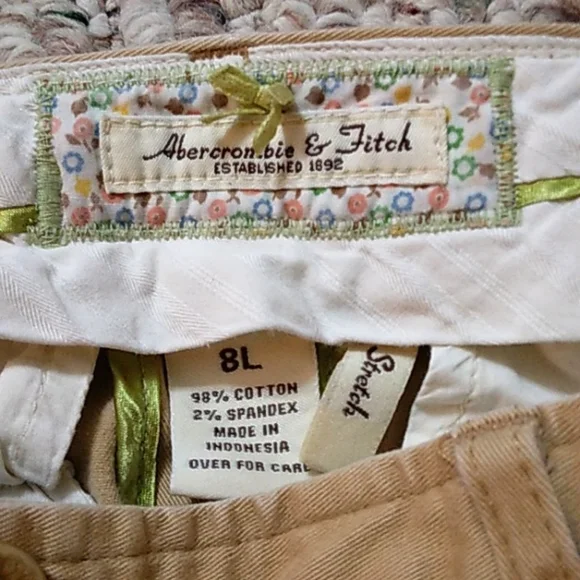 Abercrombie & Fitch
ESTABLISHED 1892
8L
98% COTTON
2% SPANDEX
MADE IN
INDONESIA
OVER FOR CARE
Stretch